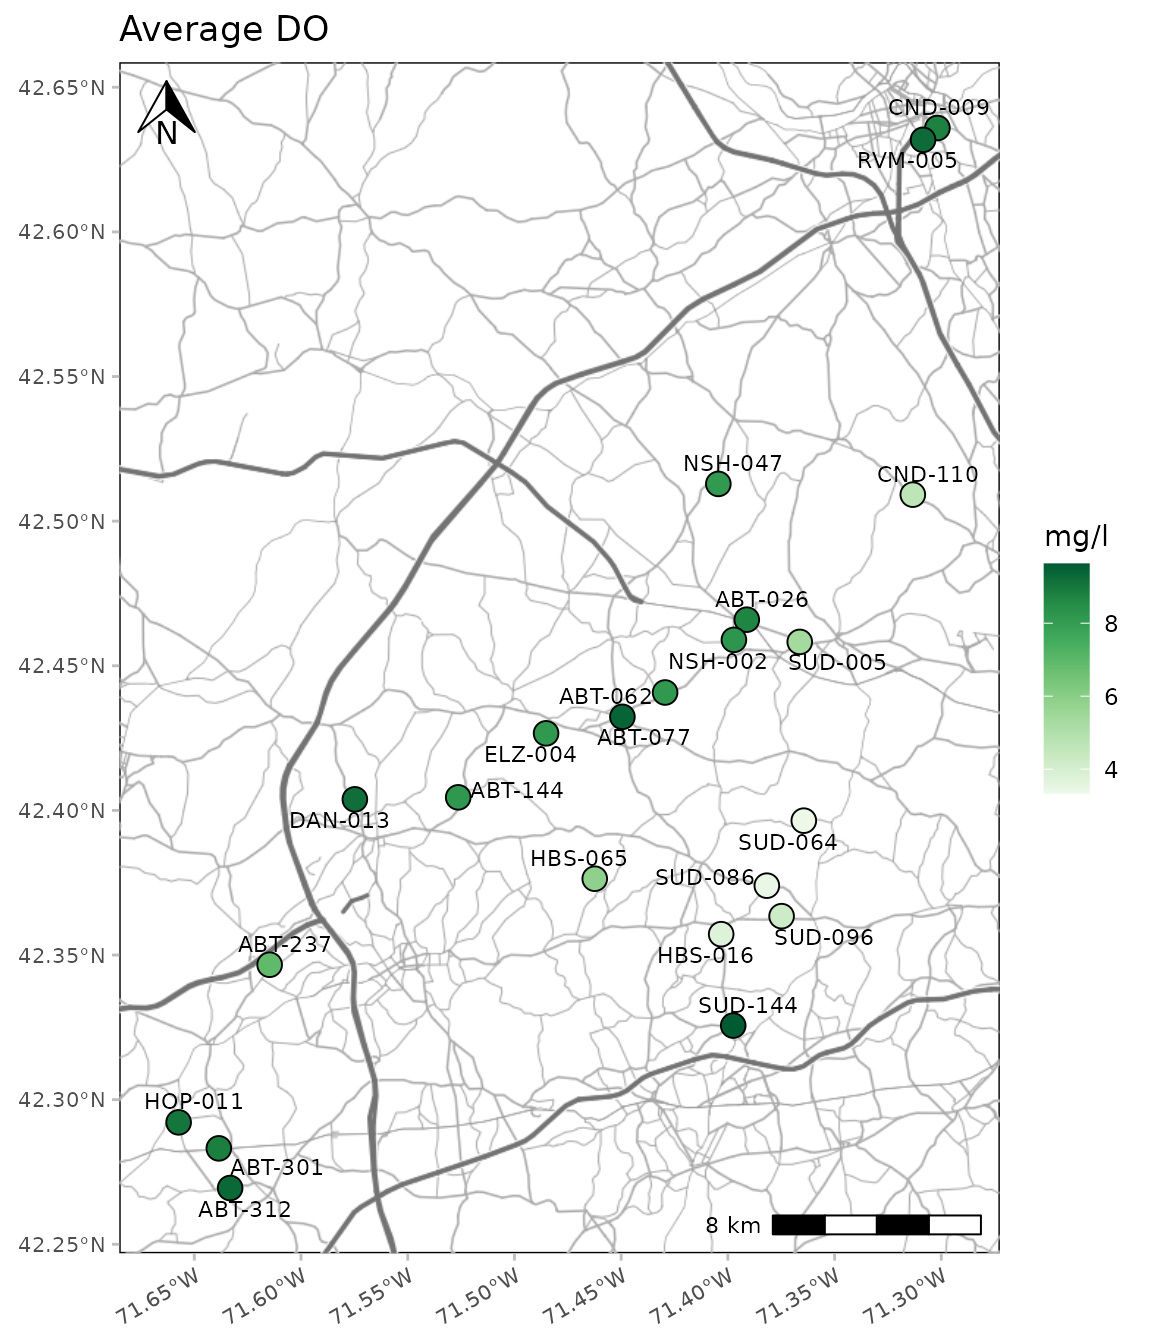 Average DO
42.65°N
N
CND-009
RVM-005
42.60°N
42.55°N
NSH-047
CND-110
42.50°N
mg/l
8
6
4
ABT-026
NSH-002
SUD-005
42.45°N
ABT-062
ABT-077
ELZ-004
ABT-144
DAN-013
42.40°N
SUD-064
HBS-065
SUD-086
SUD-096
HBS-016
ABT-237
42.35°N
SUD-144
42.30°N
HOP-011
ABT-301
ABT-312
8 km
42.25°N
71.65°W
71.60°W
71.55°W
71.50°W
71.45°W
71.40°W
71.35°W
71.30°W